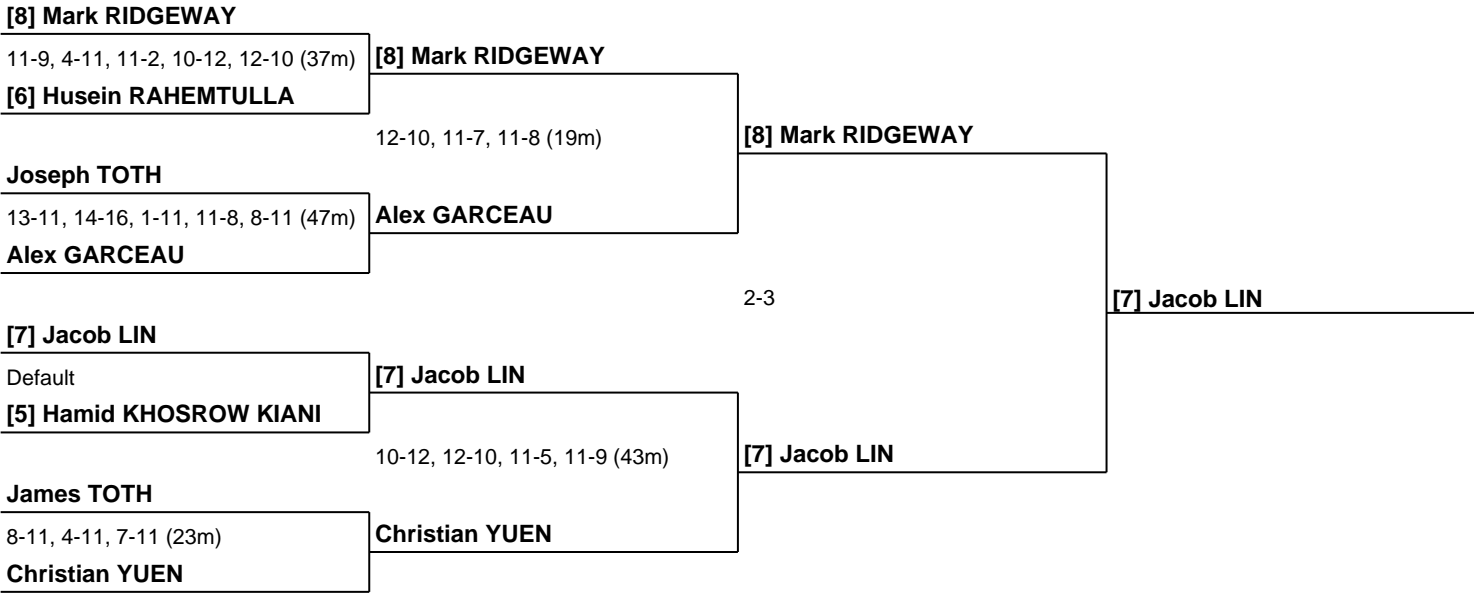 [8] Mark RIDGEWAY
11-9, 4-11, 11-2, 10-12, 12-10 (37m)
[8] Mark RIDGEWAY
[6] Husein RAHEMTULLA
12-10, 11-7, 11-8 (19m)
[8] Mark RIDGEWAY
Joseph TOTH
13-11, 14-16, 1-11, 11-8, 8-11 (47m)
Alex GARCEAU
Alex GARCEAU
2-3
[7] Jacob LIN
[7] Jacob LIN
Default
[7] Jacob LIN
[5] Hamid KHOSROW KIANI
10-12, 12-10, 11-5, 11-9 (43m)
[7] Jacob LIN
James TOTH
8-11, 4-11, 7-11 (23m)
Christian YUEN
Christian YUEN